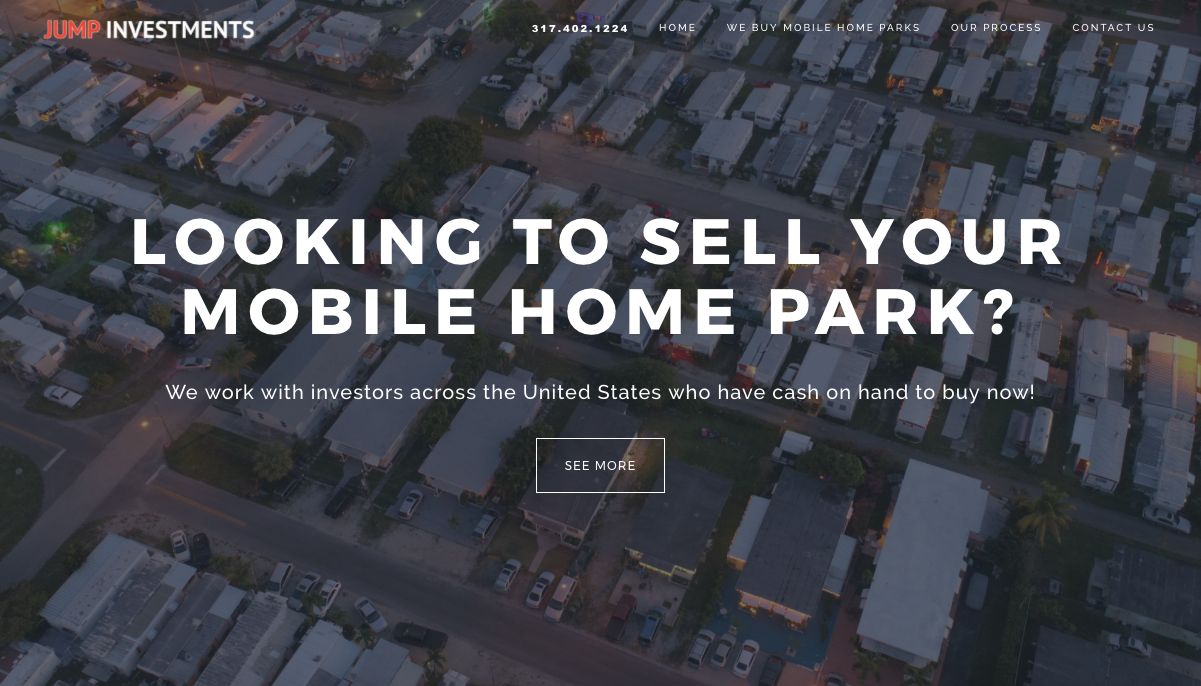 JUMP INVESTMENTS
317.402.1224
HOME
WE BUY MOBILE HOME PARKS
OUR PROCESS
CONTACT US
LOOKING TO SELL YOUR
MOBILE HOME PARK?
We work with investors across the United States who have cash on hand to buy now!
SEE MORE